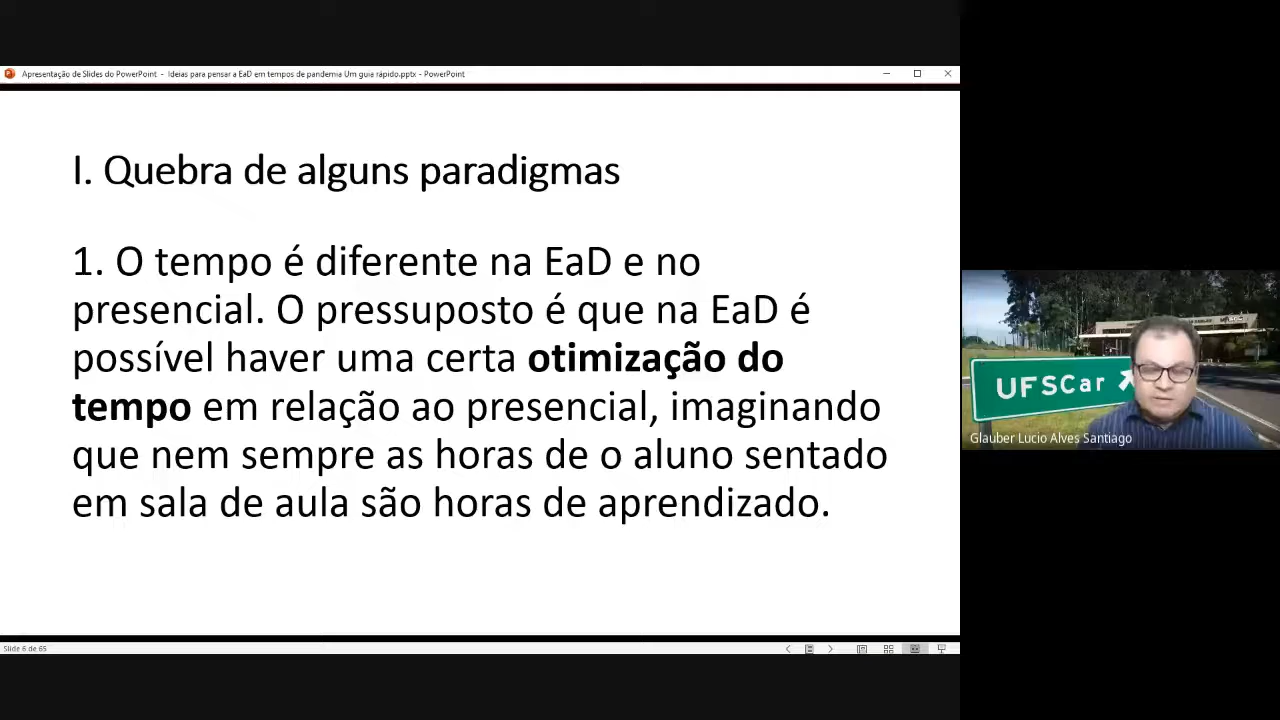 Apresentação de Slides do PowerPoint - Ideias para pensar a EaD em tempos de pandemia Um guia rápido.pptx - PowerPoint
I. Quebra de alguns paradigmas
1. O tempo é diferente na EaD e no
presencial. O pressuposto é que na EaD é
possível haver uma certa otimização do
tempo em relação ao presencial, imaginando
que nem sempre as horas de o aluno sentado
em sala de aula são horas de aprendizado.
UFSCar
Glauber Lucio Alves Santiago
Slide 6 de 65